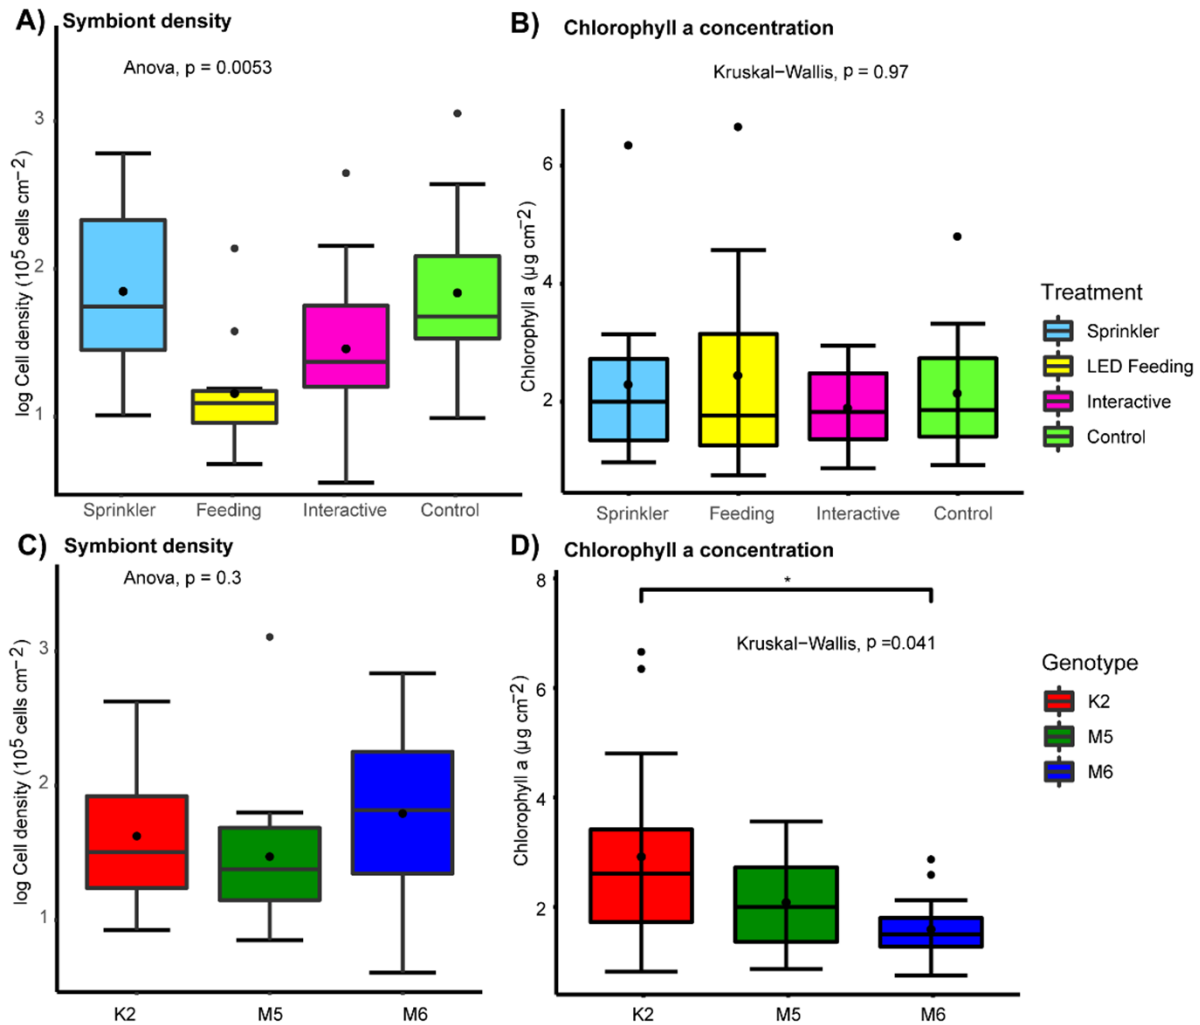 A) Symbiont density
Anova, p = 0.0053
log Cell density (10⁵ cells cm⁻²)
3
2
1
Sprinkler Feeding Interactive Control
B) Chlorophyll a concentration
Kruskal−Wallis, p = 0.97
Chlorophyll a (µg cm⁻²)
6
4
2
Sprinkler Feeding Interactive Control
Treatment
Sprinkler
LED Feeding
Interactive
Control
C) Symbiont density
Anova, p = 0.3
log Cell density (10⁵ cells cm⁻²)
3
2
1
K2 M5 M6
D) Chlorophyll a concentration
*
Kruskal−Wallis, p =0.041
Chlorophyll a (µg cm⁻²)
8
6
4
2
K2 M5 M6
Genotype
K2
M5
M6